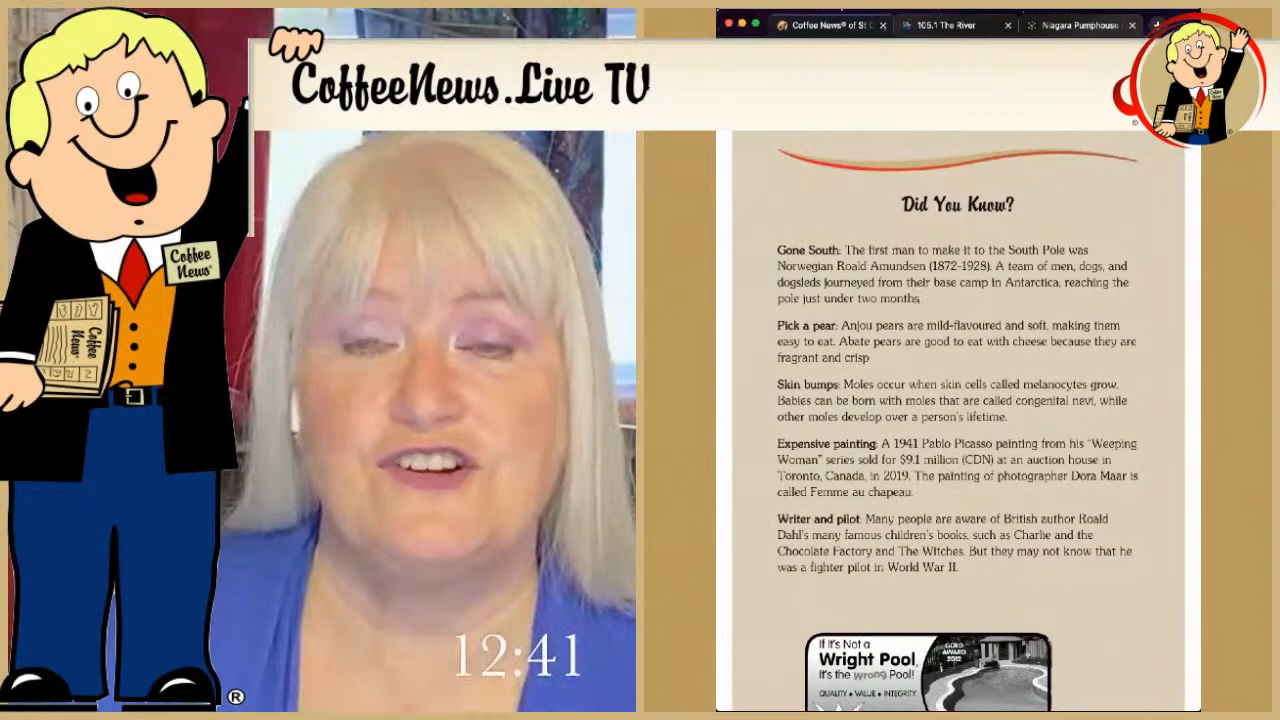 Coffee News® of St C
105.1 The River
Niagara Pumphouse
CoffeeNews.Live TV
Coffee
News®
Coffee
News
Did You Know?
Gone South: The first man to make it to the South Pole was
Norwegian Roald Amundsen (1872-1928). A team of men, dogs, and
dogsleds journeyed from their base camp in Antarctica, reaching the
pole just under two months.
Pick a pear: Anjou pears are mild-flavoured and soft, making them
easy to eat. Abate pears are good to eat with cheese because they are
fragrant and crisp
Skin bumps: Moles occur when skin cells called melanocytes grow.
Babies can be born with moles that are called congenital nevi, while
other moles develop over a person's lifetime.
Expensive painting: A 1941 Pablo Picasso painting from his "Weeping
Woman" series sold for $9.1 million (CDN) at an auction house in
Toronto, Canada, in 2019. The painting of photographer Dora Maar is
called Femme au chapeau.
Writer and pilot: Many people are aware of British author Roald
Dahl's many famous children's books, such as Charlie and the
Chocolate Factory and The Witches. But they may not know that he
was a fighter pilot in World War II.
12:41
If It's Not a
Wright Pool,
It's the Wrong Pool!
QUALITY • VALUE • INTEGRITY
GOLD
AWARD
2012
®